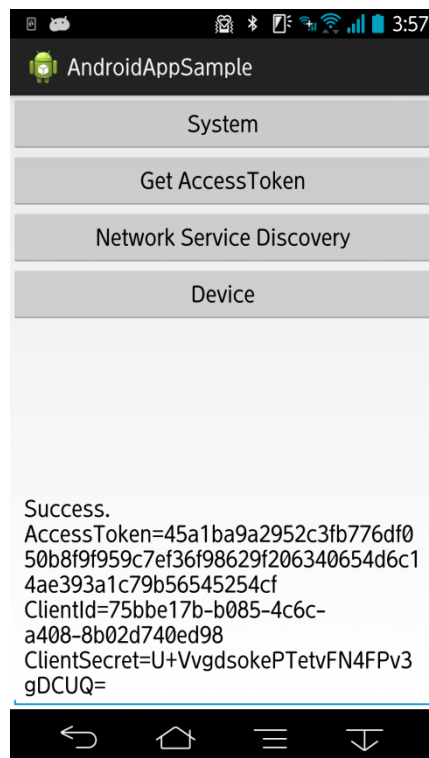 3:57
AndroidAppSample
System
Get AccessToken
Network Service Discovery
Device
Success.
AccessToken=45a1ba9a2952c3fb776df0
50b8f9f959c7ef36f98629f206340654d6c1
4ae393a1c79b56545254cf
ClientId=75bbe17b-b085-4c6c-
a408-8b02d740ed98
ClientSecret=U+VvgdsokePTetvFN4FPv3
gDCUQ=